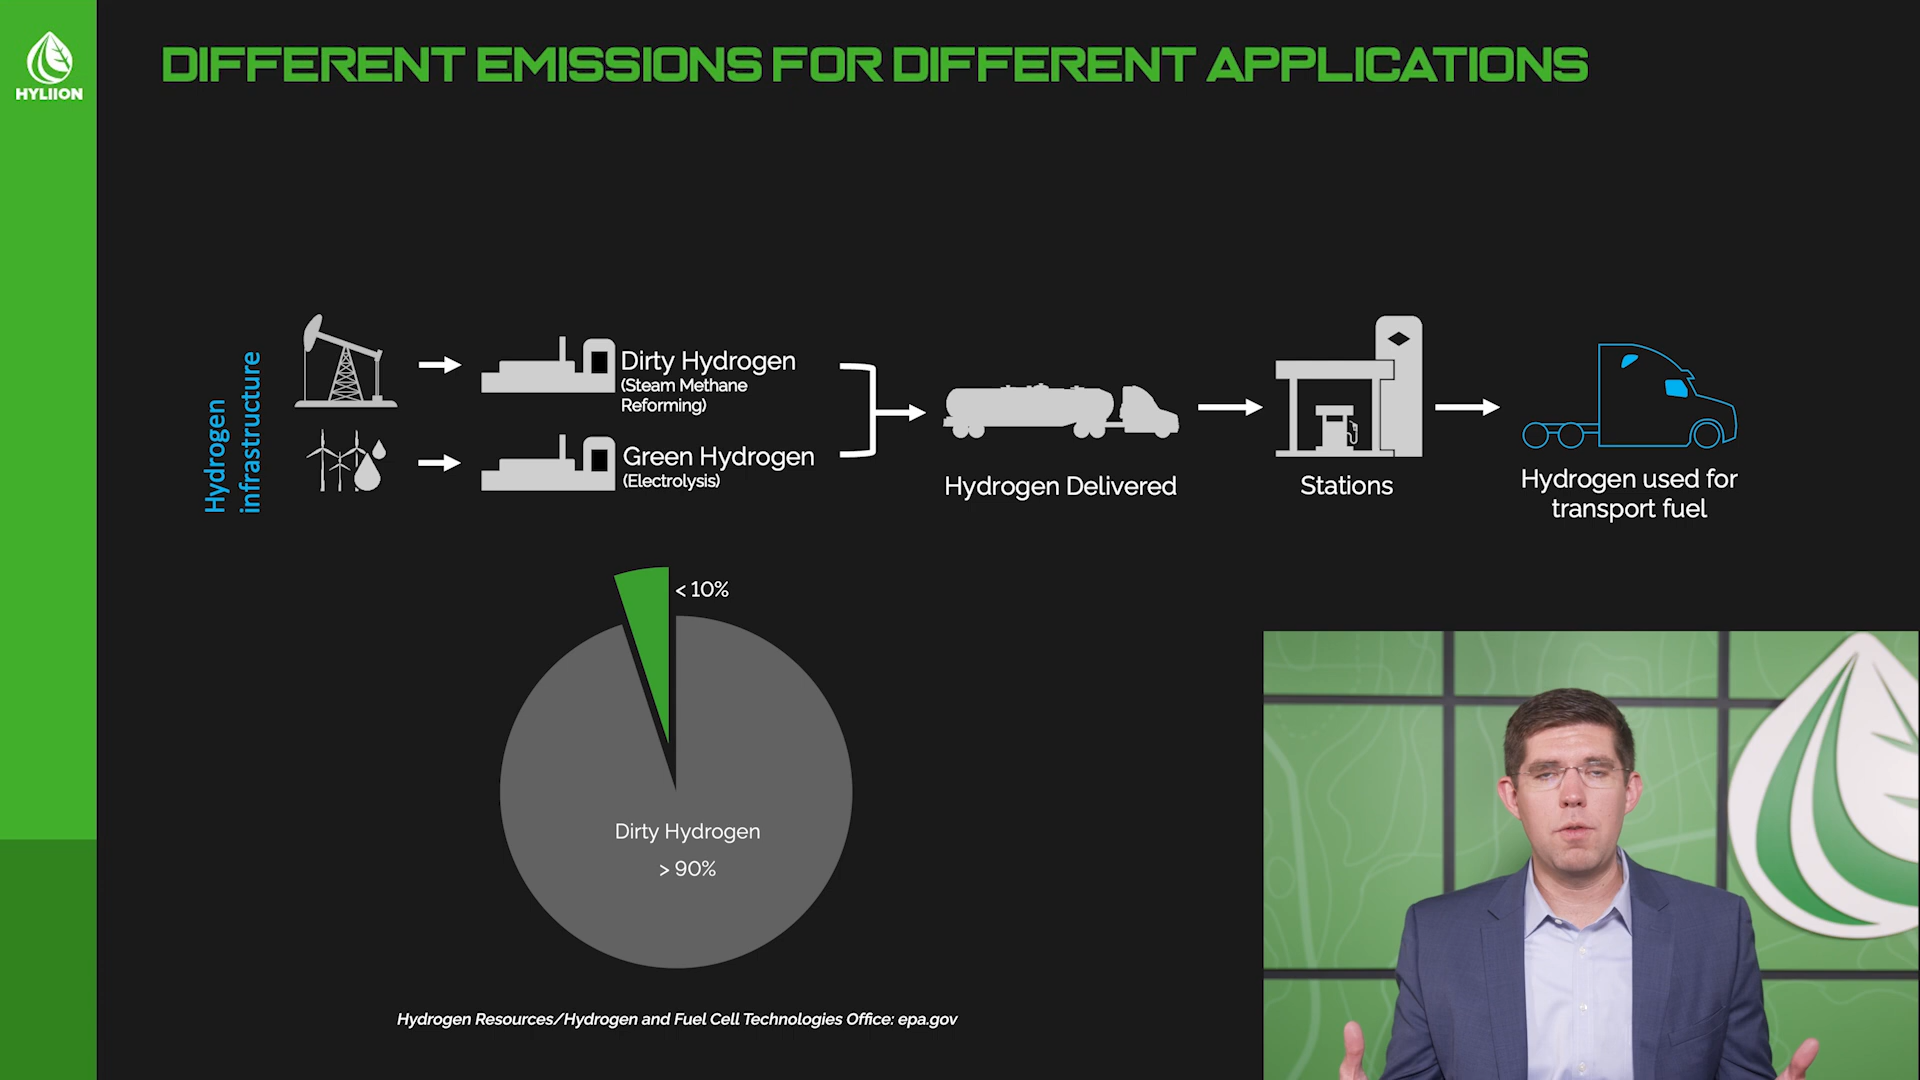 HYLIION
DIFFERENT EMISSIONS FOR DIFFERENT APPLICATIONS
Hydrogen
infrastructure
Dirty Hydrogen
(Steam Methane
Reforming)
Green Hydrogen
(Electrolysis)
Hydrogen Delivered
Stations
Hydrogen used for
transport fuel
< 10%
Dirty Hydrogen
> 90%
Hydrogen Resources/Hydrogen and Fuel Cell Technologies Office: epa.gov